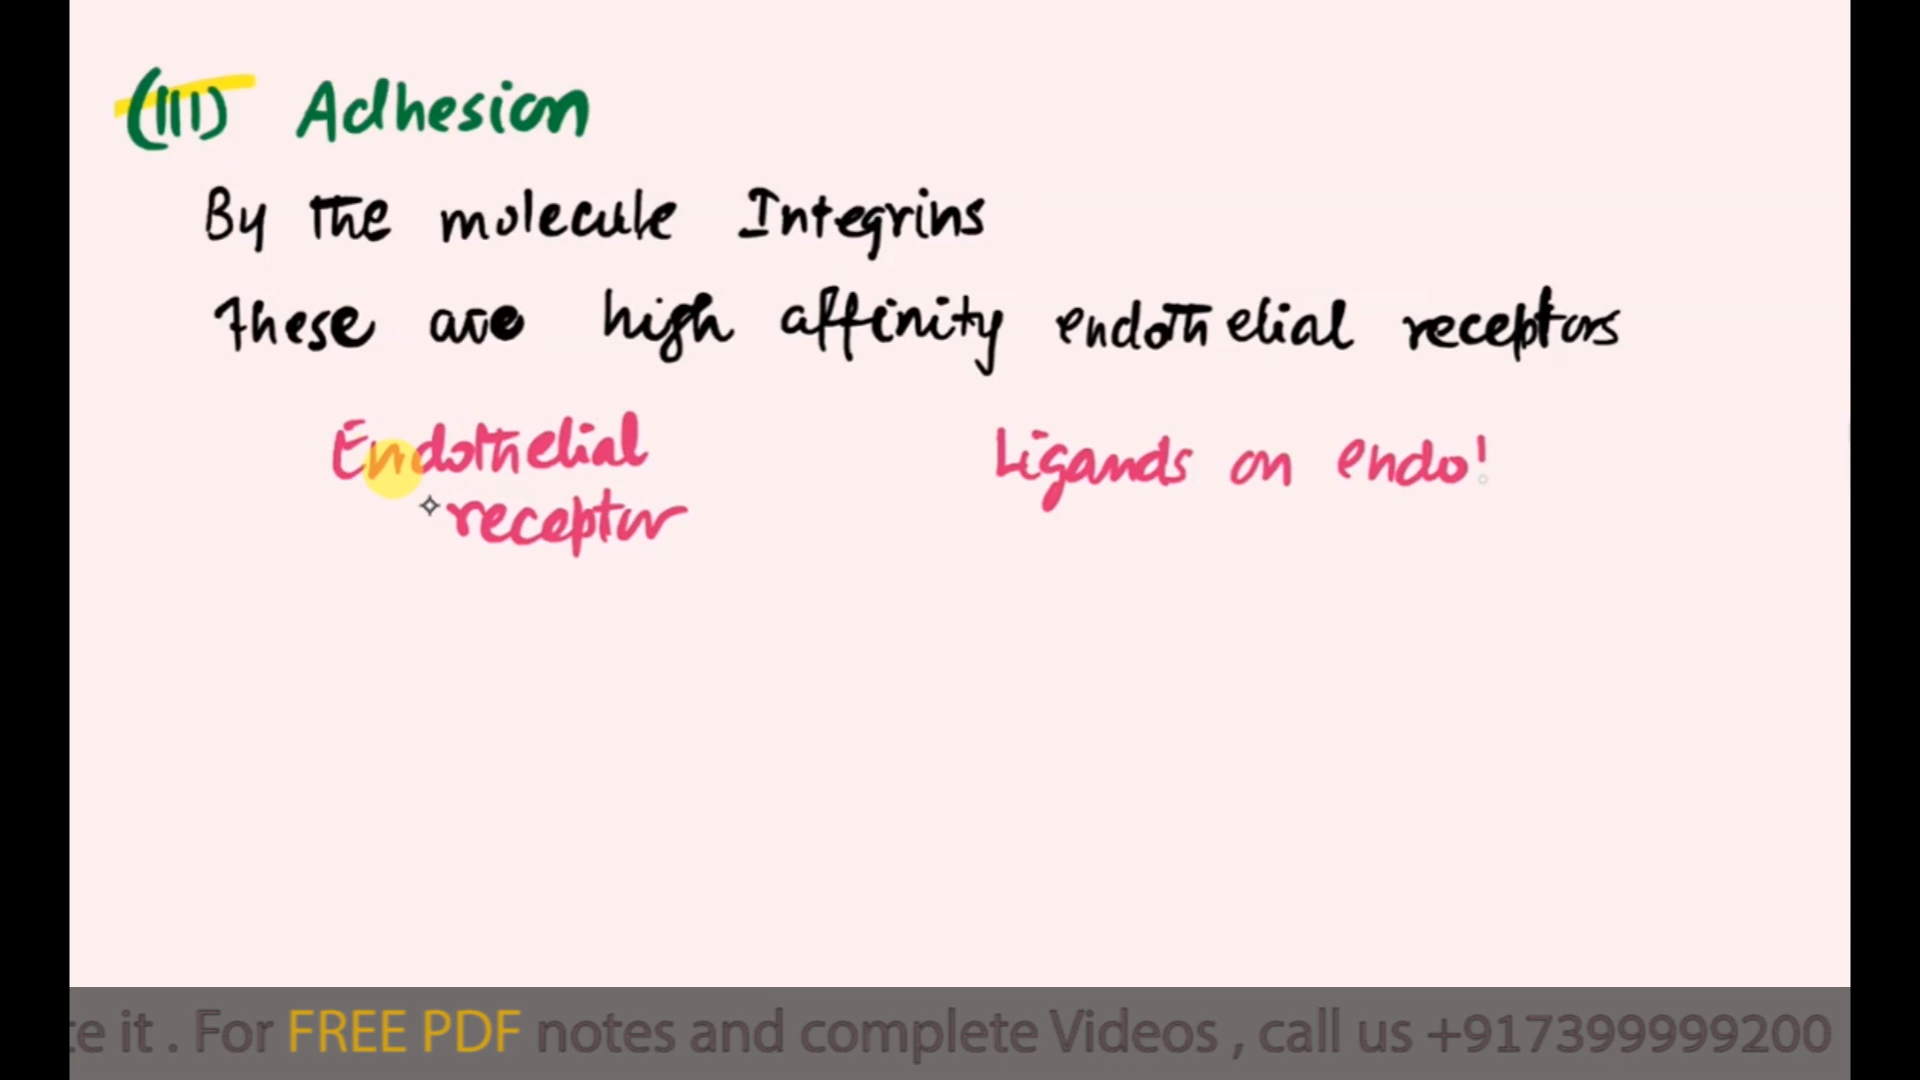 (III) Adhesion
By the molecule Integrins
These are high affinity endothelial receptors
Endothelial Ligands on endo!
receptor
te it . For FREE PDF notes and complete Videos , call us +917399999200